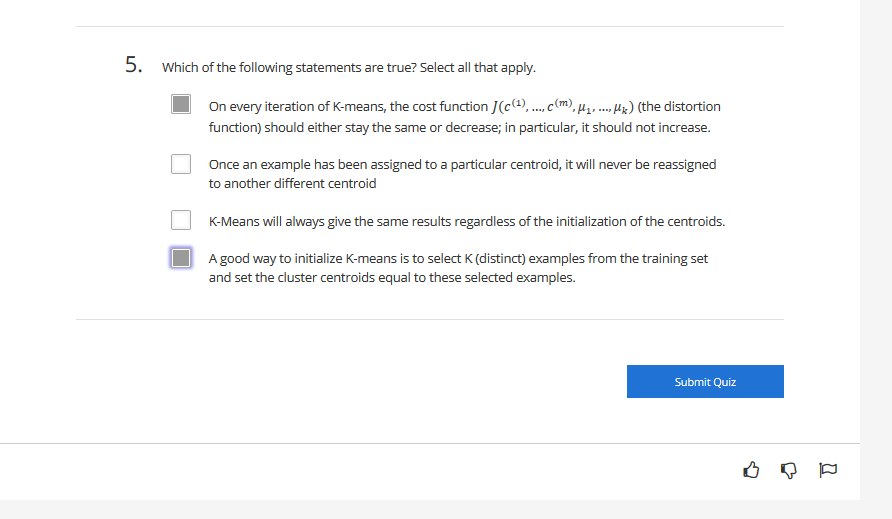 5. Which of the following statements are true? Select all that apply.
On every iteration of K-means, the cost function J(c⁽¹⁾, ..., c⁽ᵐ⁾, μ₁, ..., μₖ) (the distortion
function) should either stay the same or decrease; in particular, it should not increase.
Once an example has been assigned to a particular centroid, it will never be reassigned
to another different centroid
K-Means will always give the same results regardless of the initialization of the centroids.
A good way to initialize K-means is to select K (distinct) examples from the training set
and set the cluster centroids equal to these selected examples.
Submit Quiz